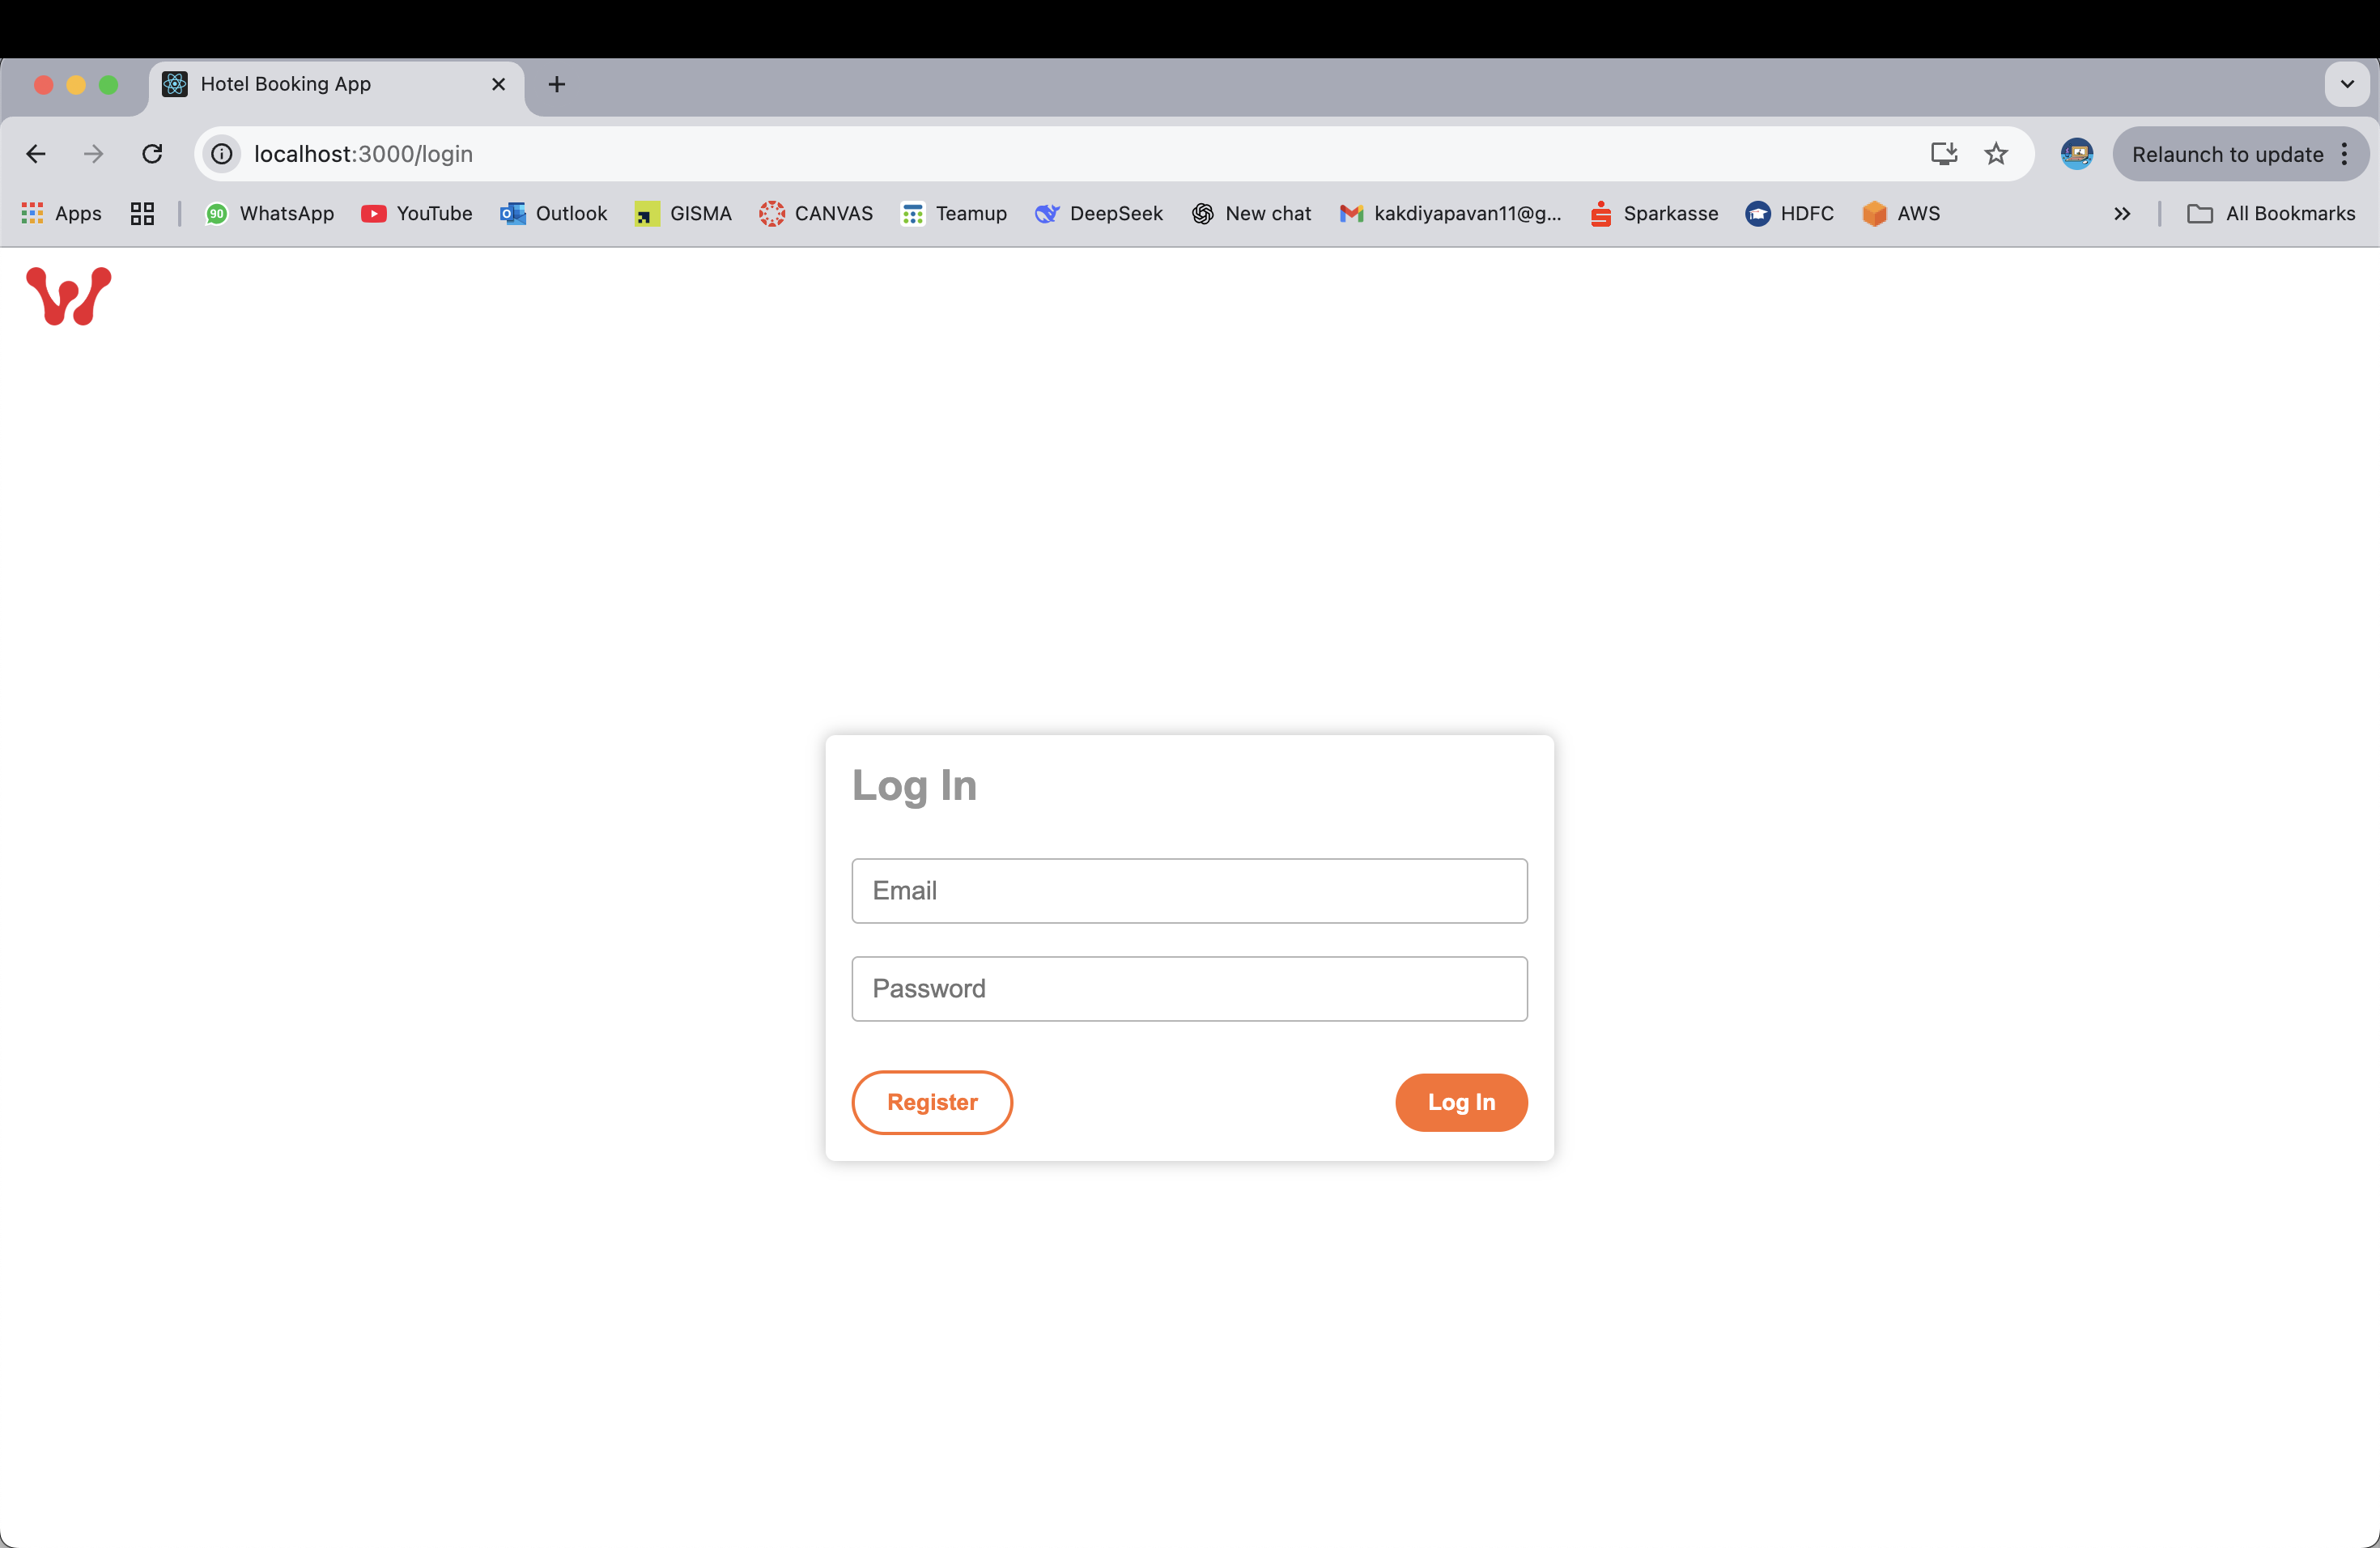 Hotel Booking App
localhost:3000/login
Relaunch to update
Apps
90
WhatsApp
YouTube
Outlook
GISMA
CANVAS
Teamup
DeepSeek
New chat
kakdiyapavan11@g...
Sparkasse
HDFC
AWS
All Bookmarks
Log In
Email
Password
Register
Log In